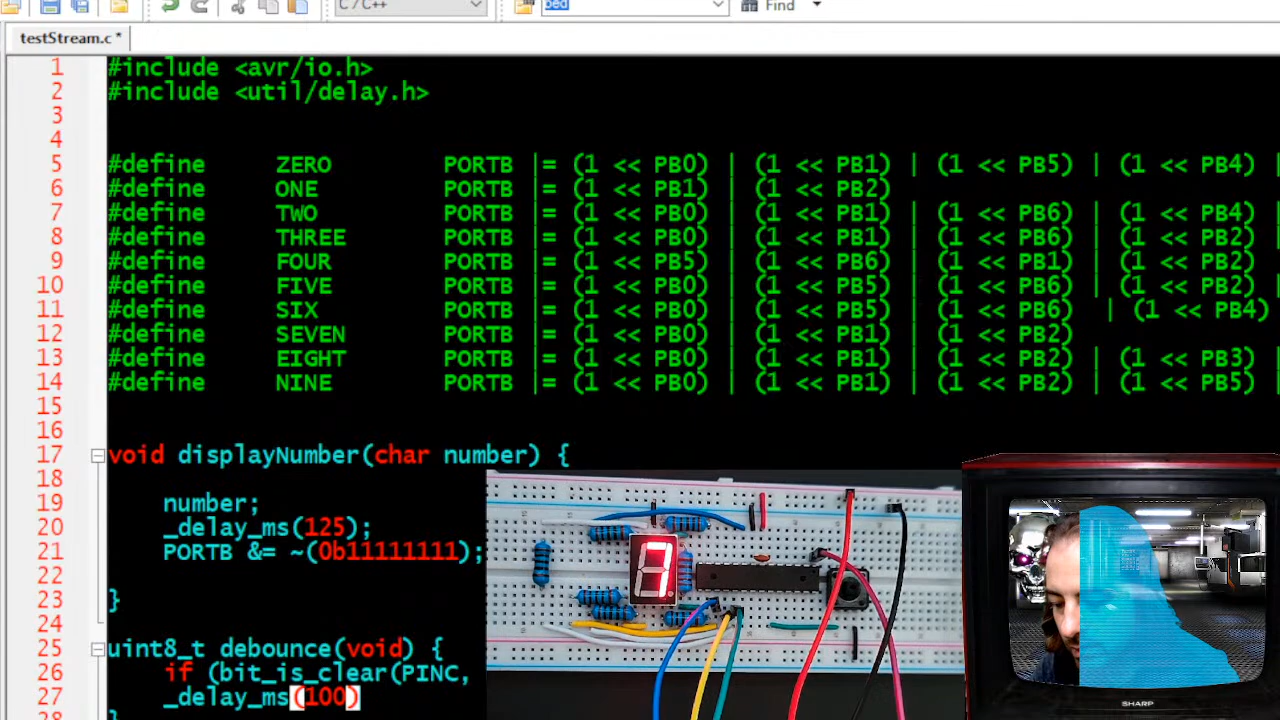 C / C++ bed Find
testStream.c *
1 #include <avr/io.h>
2 #include <util/delay.h>
3
4
5 #define ZERO PORTB |= (1 << PB0) | (1 << PB1) | (1 << PB5) | (1 << PB4) |
6 #define ONE PORTB |= (1 << PB1) | (1 << PB2)
7 #define TWO PORTB |= (1 << PB0) | (1 << PB1) | (1 << PB6) | (1 << PB4) |
8 #define THREE PORTB |= (1 << PB0) | (1 << PB1) | (1 << PB6) | (1 << PB2) |
9 #define FOUR PORTB |= (1 << PB5) | (1 << PB6) | (1 << PB1) | (1 << PB2)
10 #define FIVE PORTB |= (1 << PB0) | (1 << PB5) | (1 << PB6) | (1 << PB2) |
11 #define SIX PORTB |= (1 << PB0) | (1 << PB5) | (1 << PB6) | (1 << PB4)
12 #define SEVEN PORTB |= (1 << PB0) | (1 << PB1) | (1 << PB2)
13 #define EIGHT PORTB |= (1 << PB0) | (1 << PB1) | (1 << PB2) | (1 << PB3) |
14 #define NINE PORTB |= (1 << PB0) | (1 << PB1) | (1 << PB2) | (1 << PB5) |
15
16
17 void displayNumber(char number) {
18
19 number;
20 _delay_ms(125);
21 PORTB &= ~(0b11111111);
22
23 }
24
25 uint8_t debounce(void) {
26 if (bit_is_clear(PINC,
27 _delay_ms(100)
28 }
7
SHARP